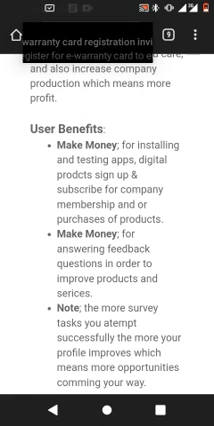 9
warranty card registration invi
gister for e-warranty card to e
care,
and also increase company
production which means more
profit.
User Benefits:
• Make Money; for installing
and testing apps, digital
prodcts sign up &
subscribe for company
membership and or
purchases of products.
• Make Money; for
answering feedback
questions in order to
improve products and
serices.
• Note; the more survey
tasks you atempt
successfully the more your
profile improves which
means more opportunities
comming your way.